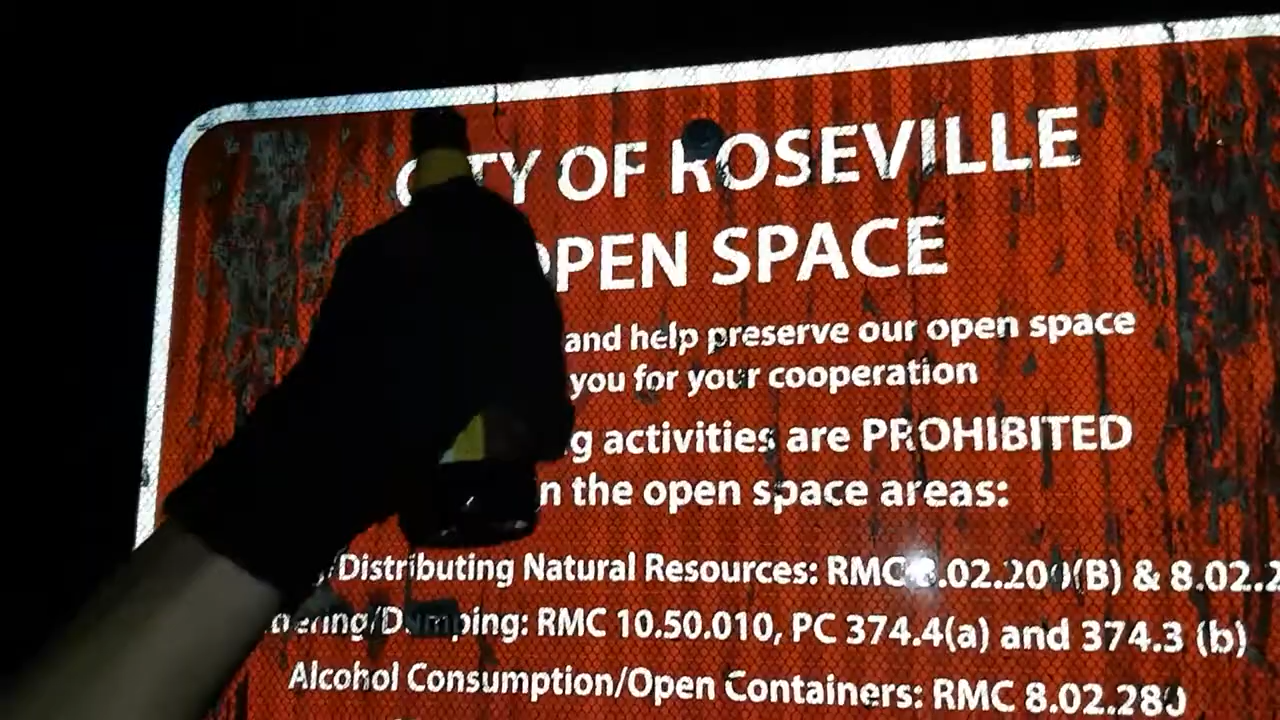 CITY OF ROSEVILLE
OPEN SPACE
and help preserve our open space
you for your cooperation
activities are PROHIBITED
the open space areas:
/Distributing Natural Resources: RMC 8.02.200(B) & 8.02.2
Dumping: RMC 10.50.010, PC 374.4(a) and 374.3 (b)
Alcohol Consumption/Open Containers: RMC 8.02.280